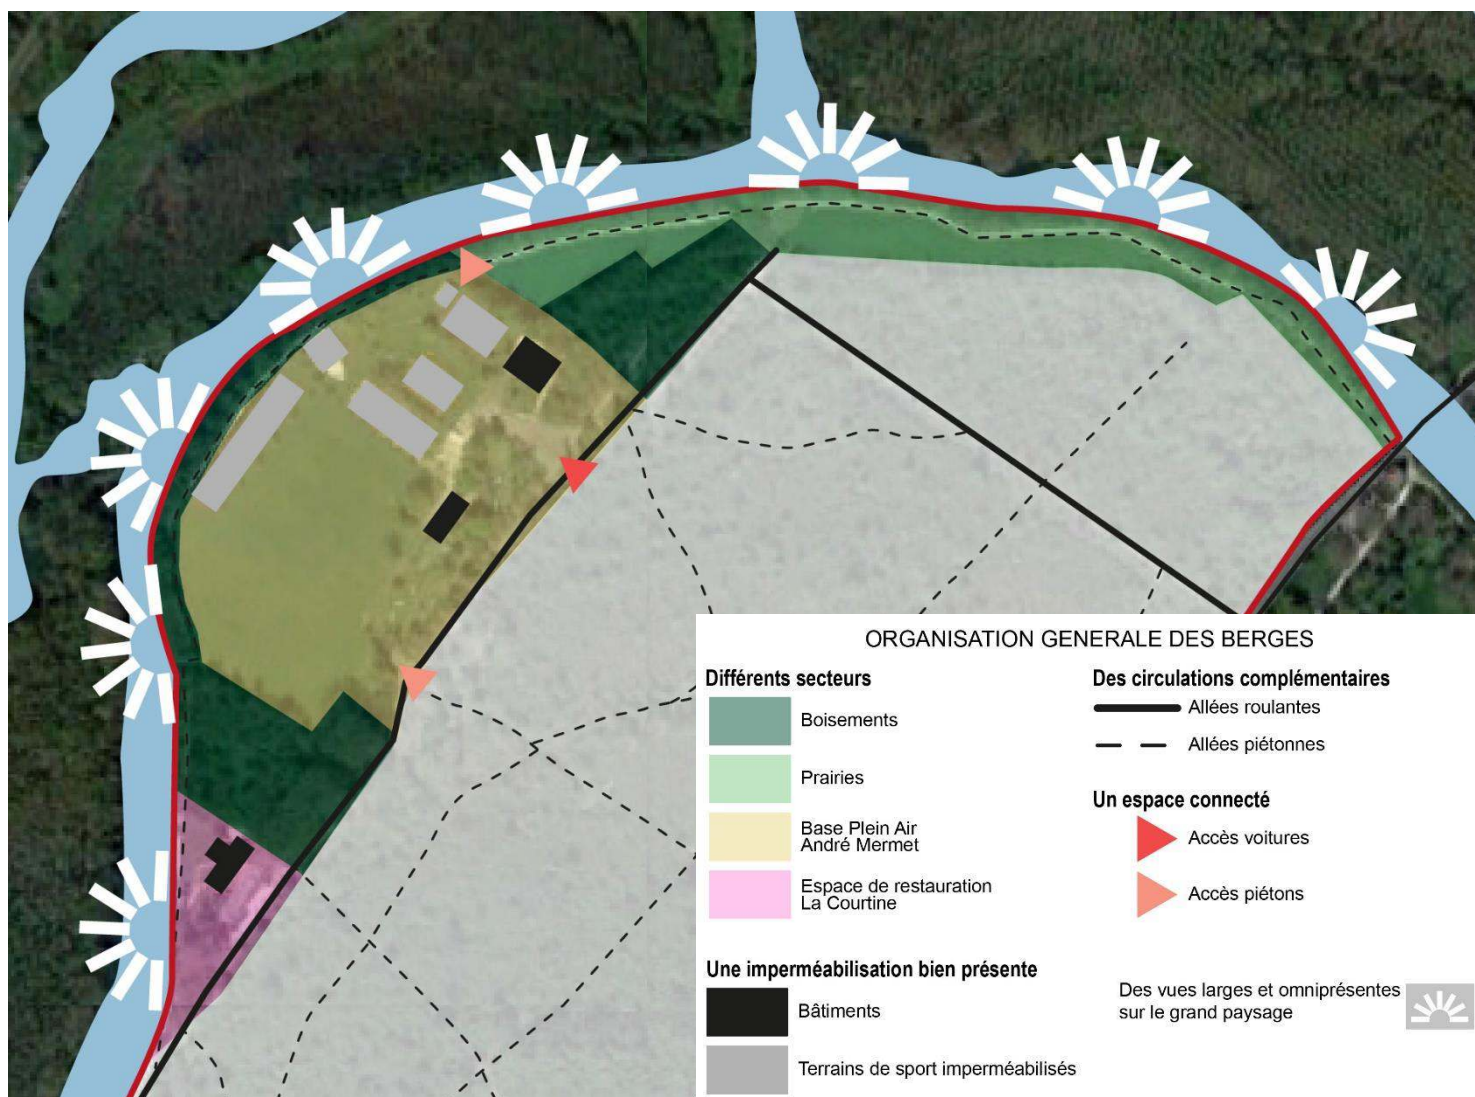 ORGANISATION GENERALE DES BERGES
Différents secteurs
Boisements
Prairies
Base Plein Air
André Mermet
Espace de restauration
La Courtine
Une imperméabilisation bien présente
Bâtiments
Terrains de sport imperméabilisés
Des circulations complémentaires
Allées roulantes
Allées piétonnes
Un espace connecté
Accès voitures
Accès piétons
Des vues larges et omniprésentes
sur le grand paysage